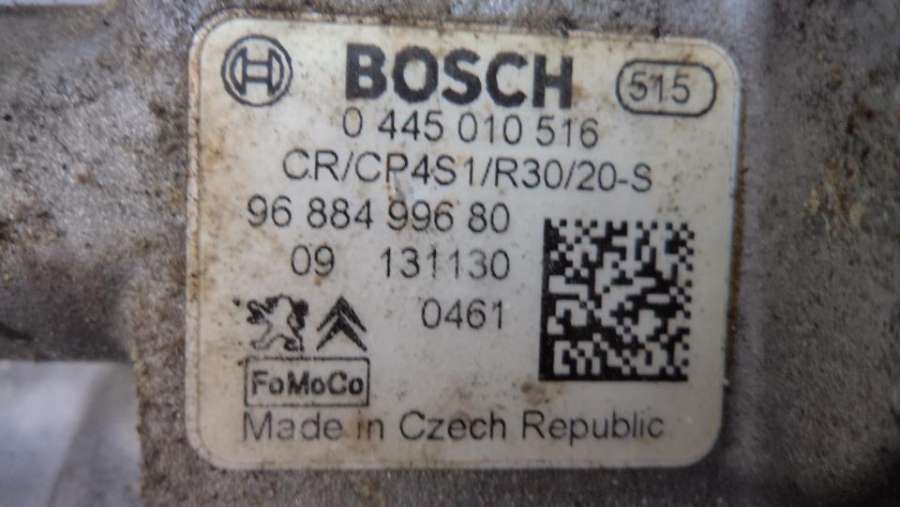 BOSCH 515
0 445 010 516
CR/CP4S1/R30/20-S
96 884 996 80
09 131130
0461
FoMoCo
Made in Czech Republic